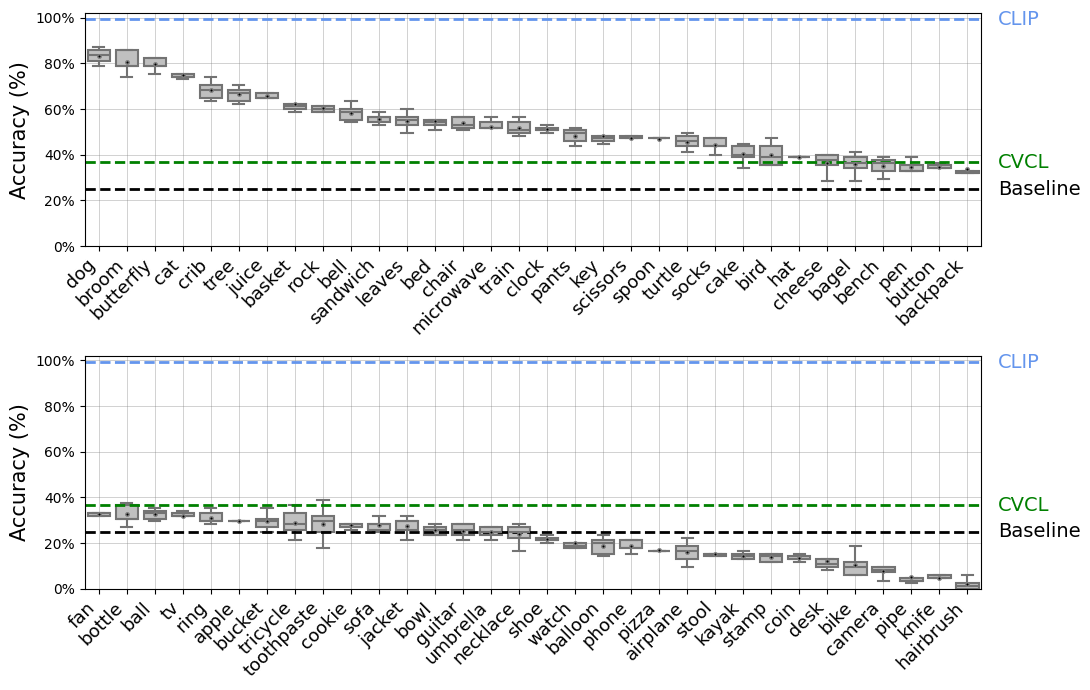 100%
80%
60%
40%
20%
0%
Accuracy (%)
CLIP
CVCL
Baseline
dog
broom
butterfly
cat
crib
tree
juice
basket
rock
bell
sandwich
leaves
bed
chair
microwave
train
clock
pants
key
scissors
spoon
turtle
socks
cake
bird
hat
cheese
bagel
bench
pen
button
backpack
100%
80%
60%
40%
20%
0%
Accuracy (%)
CLIP
CVCL
Baseline
fan
bottle
ball
tv
ring
apple
bucket
tricycle
toothpaste
cookie
sofa
jacket
bowl
guitar
umbrella
necklace
shoe
watch
balloon
phone
pizza
airplane
stool
kayak
stamp
coin
desk
bike
camera
pipe
knife
hairbrush